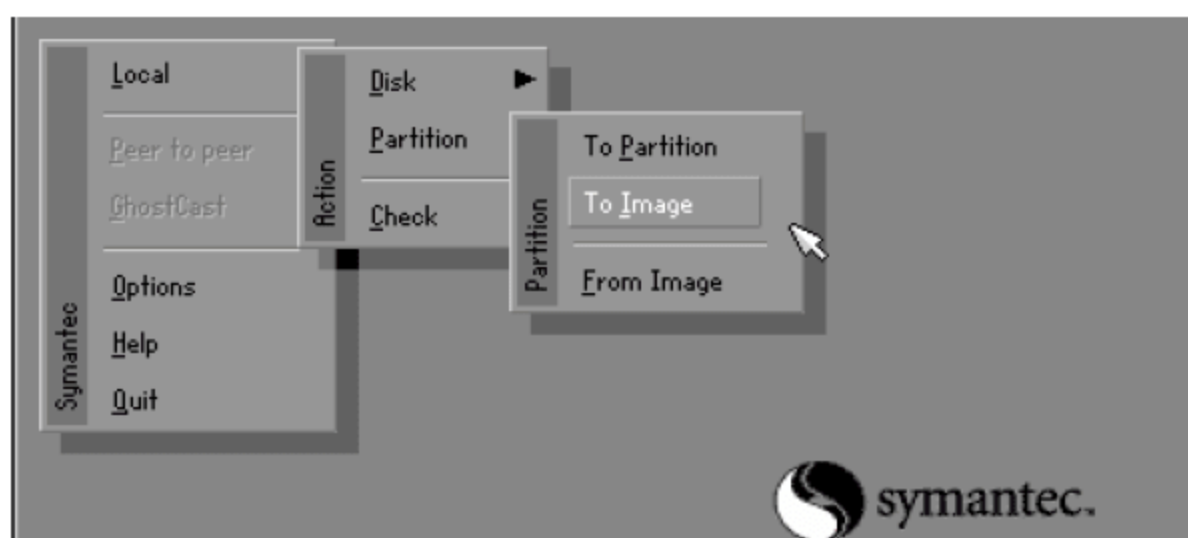 Local
Peer to peer
GhostCast
Options
Help
Quit
Symantec
Disk
Partition
Check
Action
To Partition
To Image
From Image
Partition
symantec.